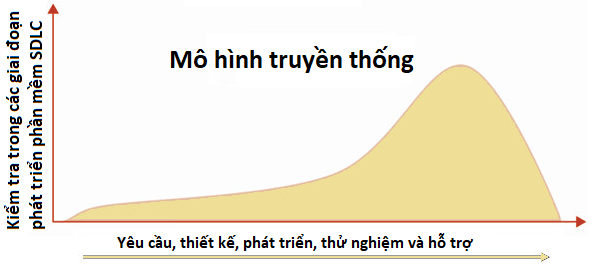 Mô hình truyền thống
Kiểm tra trong các giai đoạn
phát triển phần mềm SDLC
Yêu cầu, thiết kế, phát triển, thử nghiệm và hỗ trợ